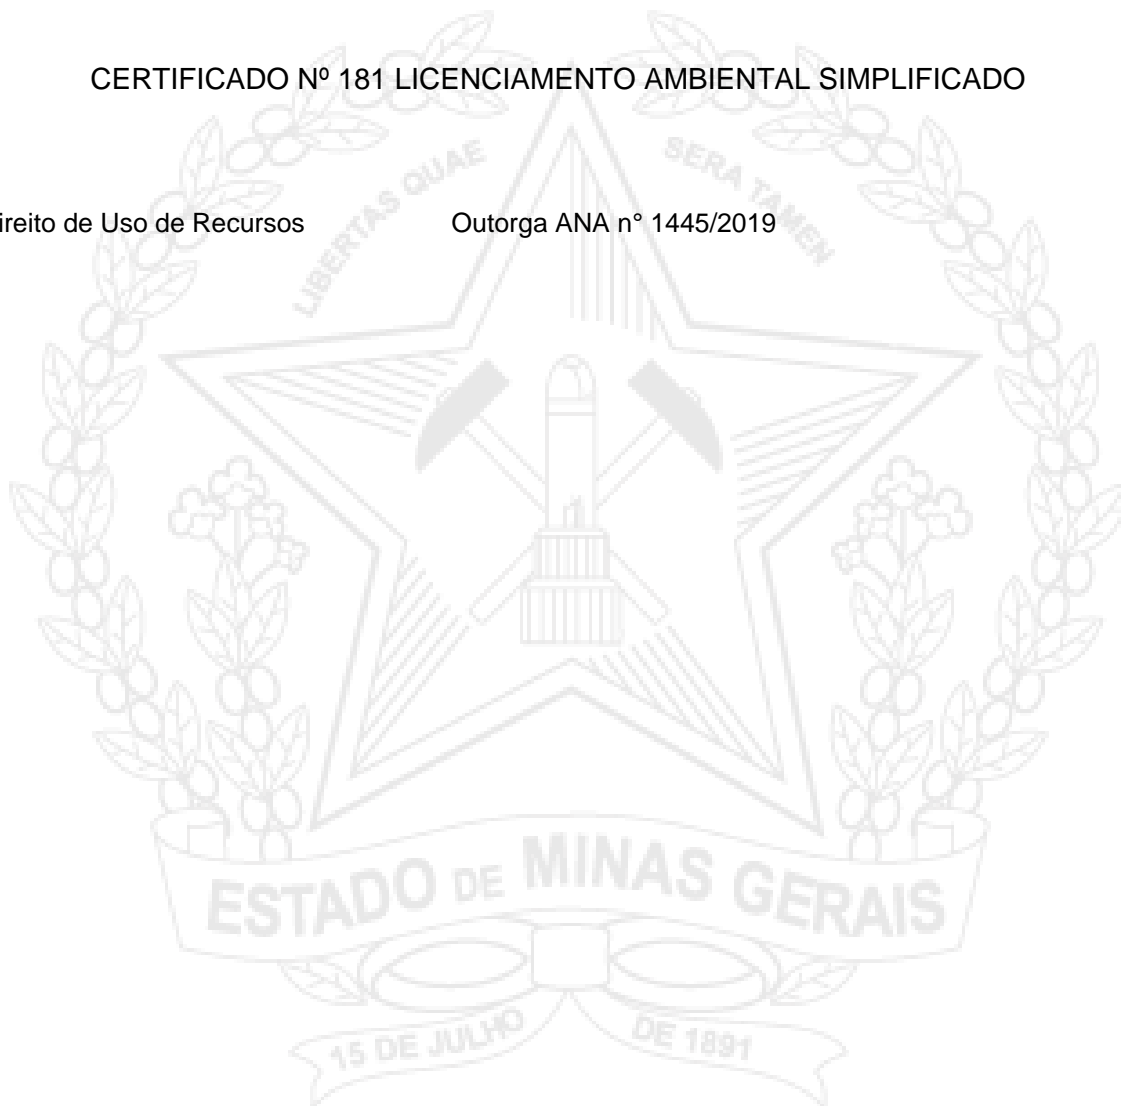 CERTIFICADO Nº 181 LICENCIAMENTO AMBIENTAL SIMPLIFICADO
LIBERTAS QUAE SERA TAMEN
ireito de Uso de Recursos Outorga ANA n° 1445/2019
ESTADO DE MINAS GERAIS
15 DE JULHO DE 1891